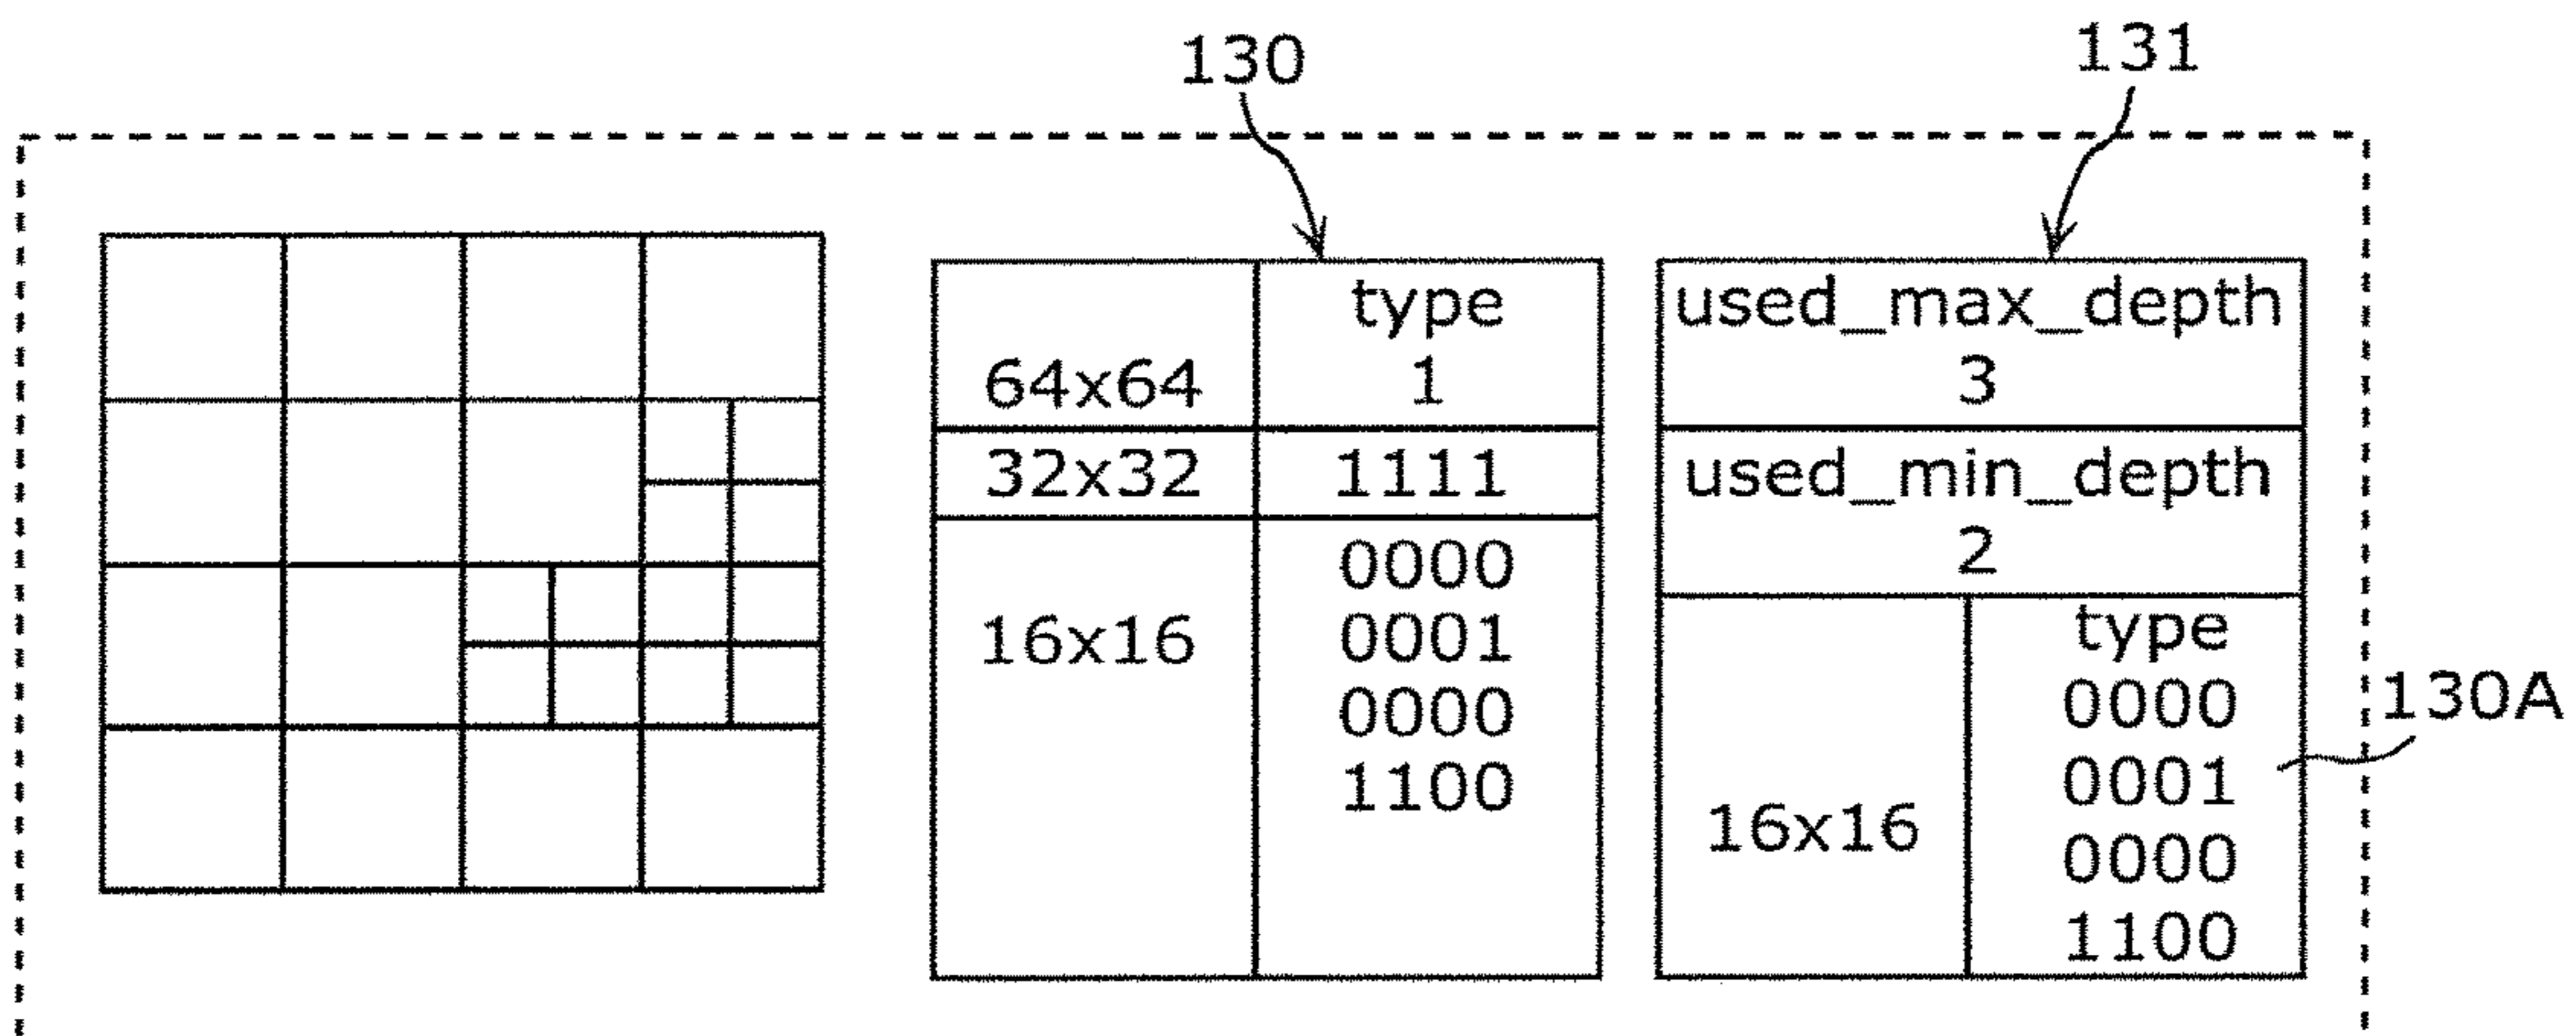 130
131
type
64x64 1
32x32 1111
16x16
0000
0001
0000
1100
used_max_depth
3
used_min_depth
2
16x16
type
0000
0001
0000
1100
130A